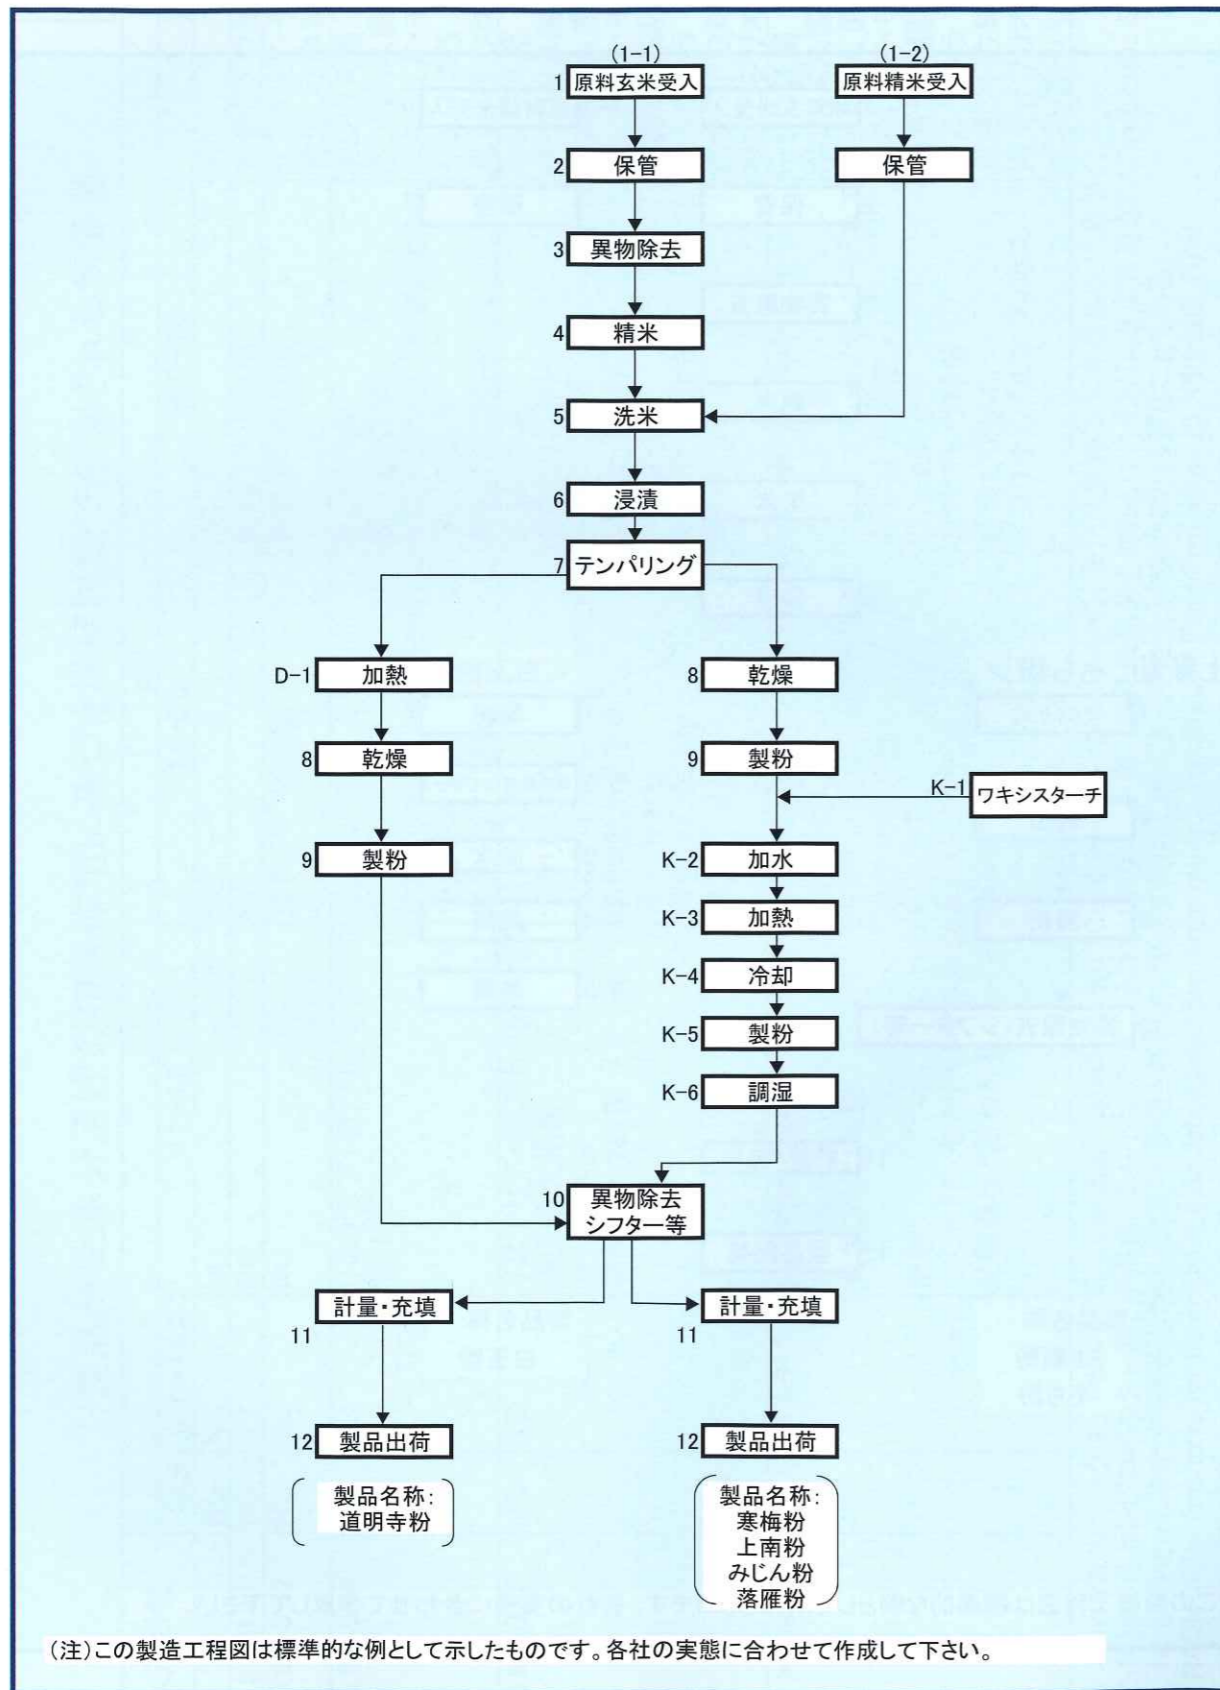 (1-1)
(1-2)
1 原料玄米受入
原料精米受入
2 保管
保管
3 異物除去
4 精米
5 洗米
6 浸漬
7 テンパリング
D-1 加熱
8 乾燥
8 乾燥
9 製粉
K-1 ワキシスターチ
9 製粉
K-2 加水
K-3 加熱
K-4 冷却
K-5 製粉
K-6 調湿
10 異物除去
シフター等
計量・充填
11
計量・充填
11
12 製品出荷
12 製品出荷
製品名称:
道明寺粉
製品名称:
寒梅粉
上南粉
みじん粉
落雁粉
(注)この製造工程図は標準的な例として示したものです。各社の実態に合わせて作成して下さい。